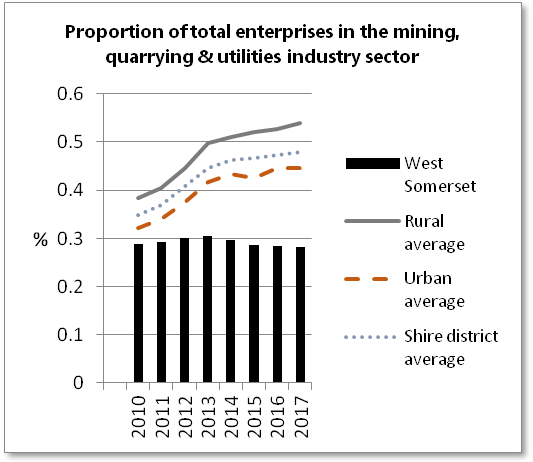 Proportion of total enterprises in the mining,
quarrying & utilities industry sector
0.6
0.5
0.4
0.3
0.2
0.1
0
%
2010
2011
2012
2013
2014
2015
2016
2017
West
Somerset
Rural
average
Urban
average
Shire district
average